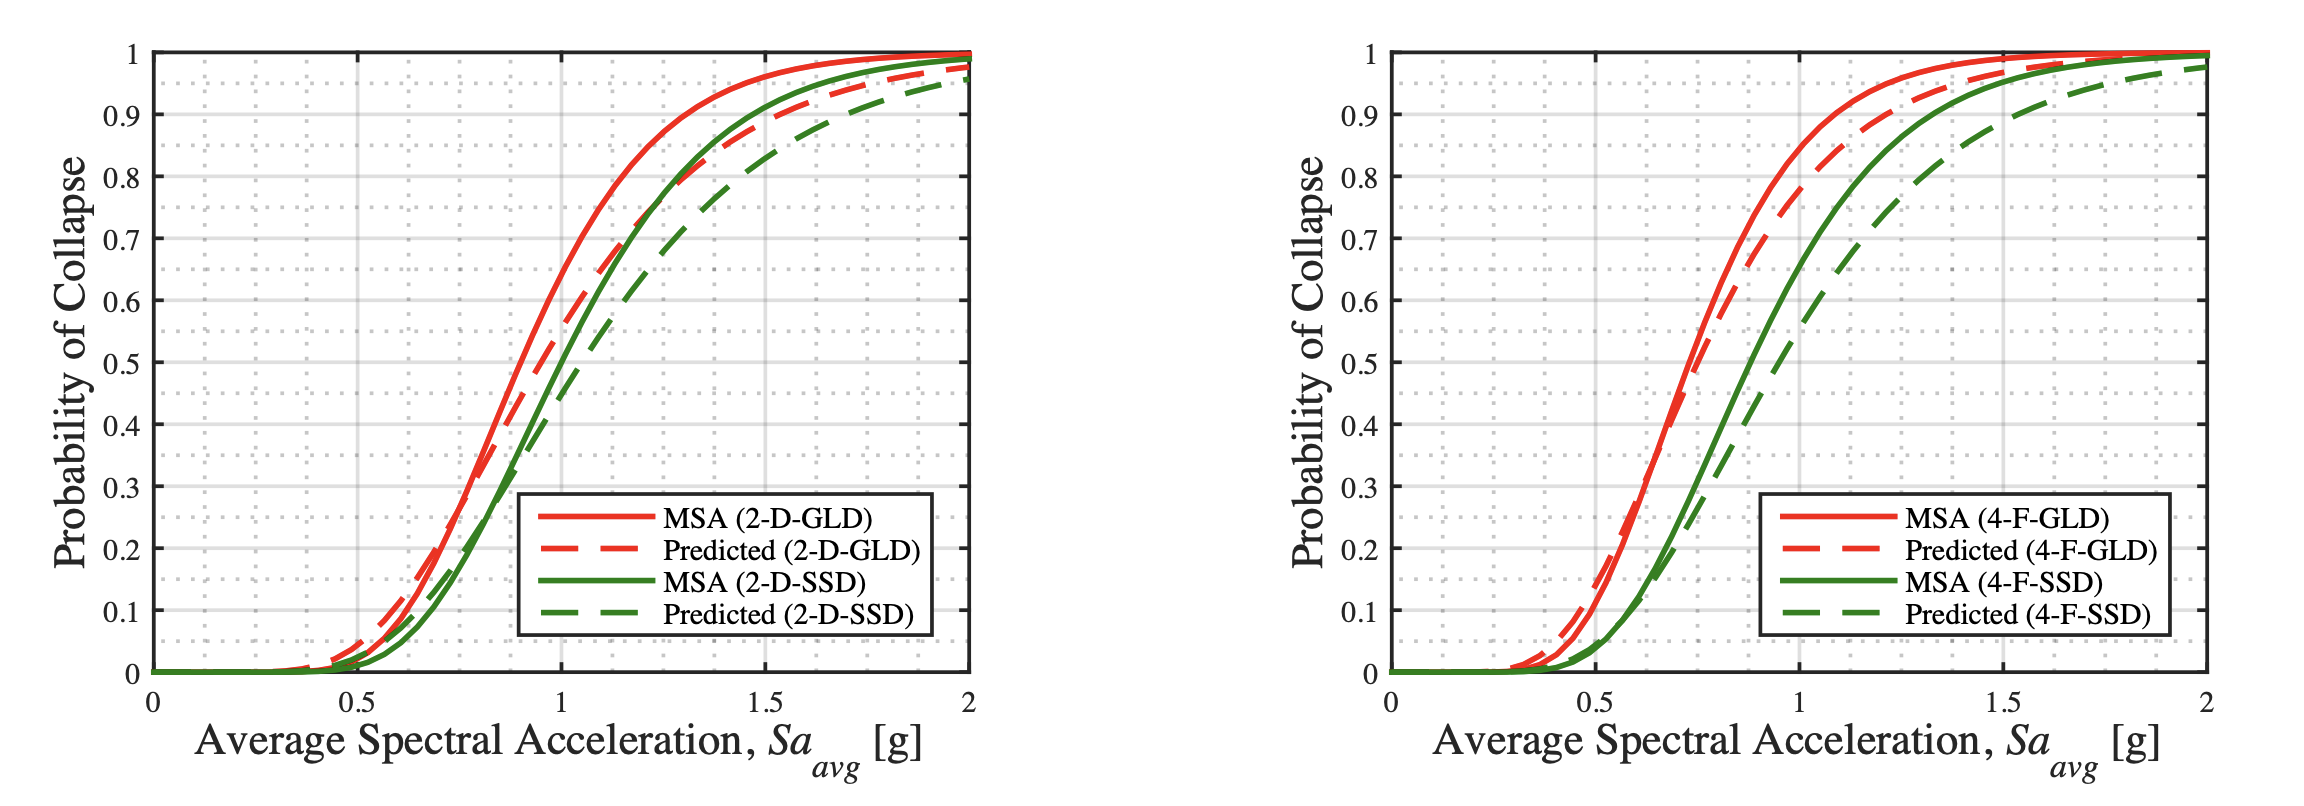 Probability of Collapse
1
0.9
0.8
0.7
0.6
0.5
0.4
0.3
0.2
0.1
0
MSA (2-D-GLD)
Predicted (2-D-GLD)
MSA (2-D-SSD)
Predicted (2-D-SSD)
0 0.5 1 1.5 2
Average Spectral Acceleration, Sa_avg [g]
Probability of Collapse
1
0.9
0.8
0.7
0.6
0.5
0.4
0.3
0.2
0.1
0
MSA (4-F-GLD)
Predicted (4-F-GLD)
MSA (4-F-SSD)
Predicted (4-F-SSD)
0 0.5 1 1.5 2
Average Spectral Acceleration, Sa_avg [g]